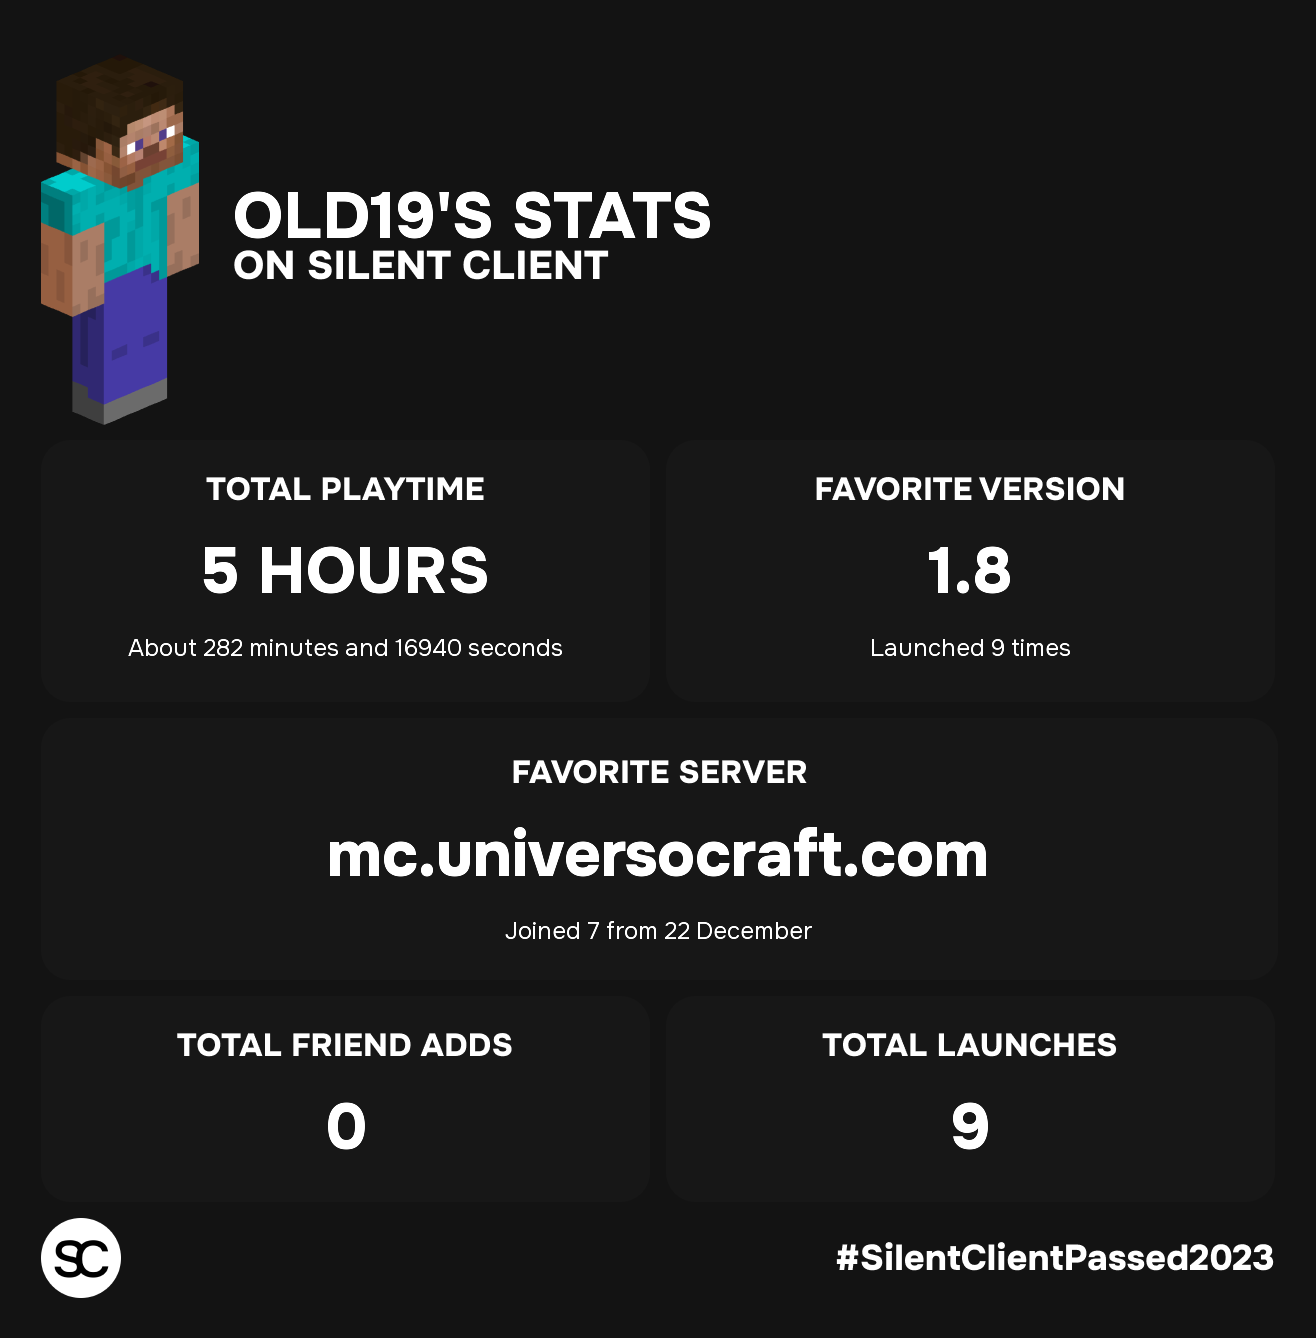 OLD19'S STATS
ON SILENT CLIENT
TOTAL PLAYTIME
5 HOURS
About 282 minutes and 16940 seconds
FAVORITE VERSION
1.8
Launched 9 times
FAVORITE SERVER
mc.universocraft.com
Joined 7 from 22 December
TOTAL FRIEND ADDS
0
TOTAL LAUNCHES
9
SC
#SilentClientPassed2023